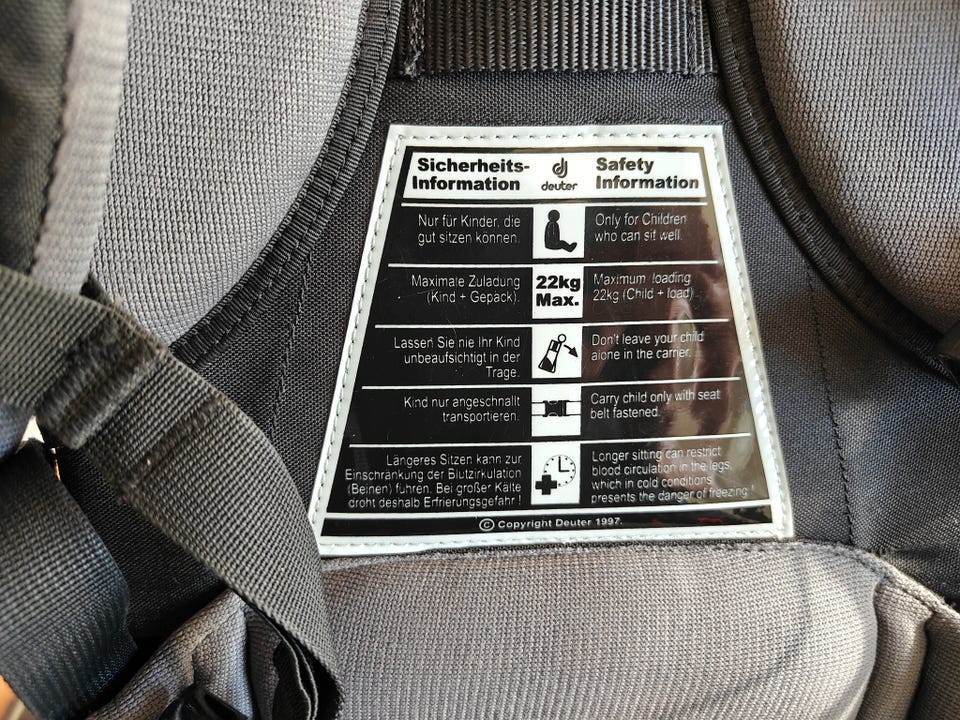 Sicherheits-
Information
deuter
Safety
Information
Nur für Kinder, die
gut sitzen können.
Only for Children
who can sit well.
Maximale Zuladung
(Kind + Gepäck).
22kg
Max.
Maximum loading
22kg (Child + load)
Lassen Sie nie Ihr Kind
unbeaufsichtigt in der
Trage.
Don't leave your child
alone in the carrier.
Kind nur angeschnallt
transportieren.
Carry child only with seat
belt fastened.
Längeres Sitzen kann zur
Einschränkung der Blutzirkulation
(Beinen) führen. Bei großer Kälte
droht deshalb Erfrierungsgefahr!
Longer sitting can restrict
blood circulation in the legs,
which in cold conditions
presents the danger of freezing!
© Copyright Deuter 1997.